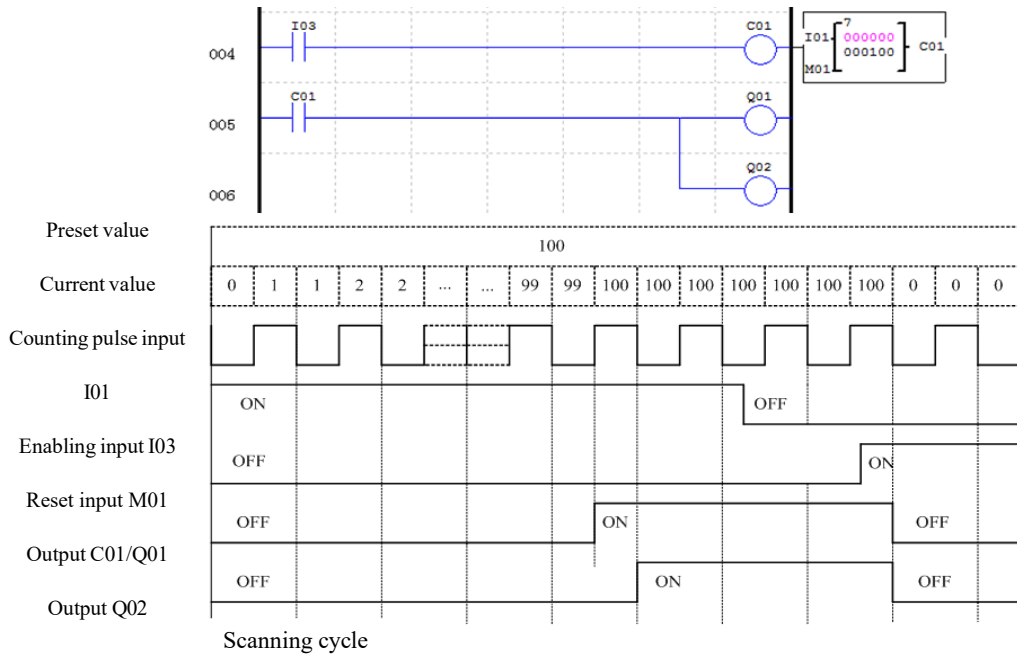 I03
C01
7
004
I01
000000
000100
C01
M01
C01
Q01
005
Q02
006
Preset value
100
Current value
0 1 1 2 2 ... ... 99 99 100 100 100 100 100 100 100 0 0 0
Counting pulse input
I01
ON
OFF
Enabling input I03
OFF
ON
Reset input M01
OFF
ON
OFF
Output C01/Q01
OFF
ON
OFF
Output Q02
Scanning cycle